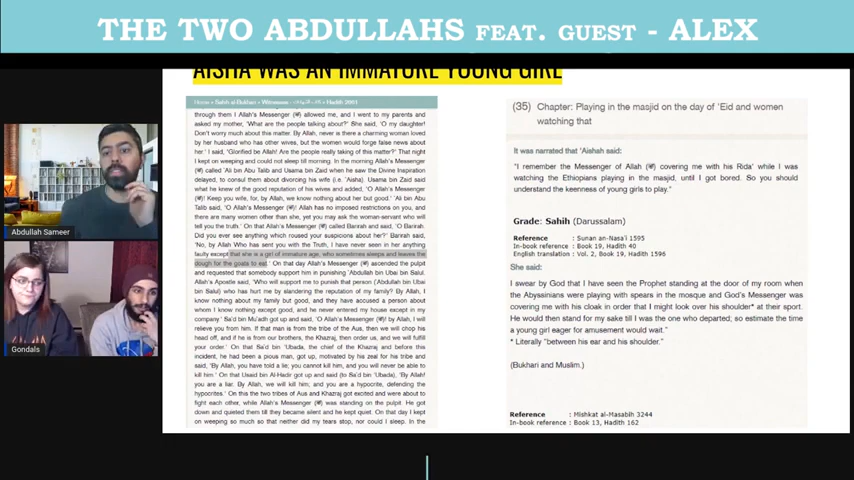 THE TWO ABDULLAHS FEAT. GUEST - ALEX
AISHA WAS AN IMMATURE YOUNG GIRL
Home » Sahih al-Bukhari » Witnesses - » Hadith 2661
through them I Allah's Messenger (ﷺ) allowed me, and I went to my parents and
asked my mother, 'What are the people talking about?' She said, 'O my daughter!
Don't worry much about this matter. By Allah, never is there a charming woman loved
by her husband who has other wives, but the women would forge false news about
her.' I said, 'Glorified be Allah! Are the people really taking of this matter?' That night
I kept on weeping and could not sleep till morning. In the morning Allah's Messenger
(ﷺ) called 'Ali bin Abu Talib and Usama bin Zaid when he saw the Divine Inspiration
delayed, to consul them about divorcing his wife (i.e. 'Aisha). Usama bin Zaid said
what he knew of the good reputation of his wives and added, 'O Allah's Messenger
(ﷺ)! Keep you wife, for, by Allah, we know nothing about her but good.' 'Ali bin Abu
Talib said, 'O Allah's Messenger (ﷺ)! Allah has no imposed restrictions on you, and
there are many women other than she, yet you may ask the woman-servant who will
tell you the truth.' On that Allah's Messenger (ﷺ) called Barirah and said, 'O Barirah.
Did you ever see anything which roused your suspicions about her?' Barirah said,
'No, by Allah Who has sent you with the Truth, I have never seen in her anything
faulty except that she is a girl of immature age, who sometimes sleeps and leaves the
dough for the goats to eat.' On that day Allah's Messenger (ﷺ) ascended the pulpit
and requested that somebody support him in punishing 'Abdullah bin Ubai bin Salul.
Allah's Apostle said, 'Who will support me to punish that person ('Abdullah bin Ubai
bin Salul) who has hurt me by slandering the reputation of my family? By Allah, I
know nothing about my family but good, and they have accused a person about
whom I know nothing except good, and he never entered my house except in my
company.' Sa'd bin Mu'adh got up and said, 'O Allah's Messenger (ﷺ)! by Allah, I will
relieve you from him. If that man is from the tribe of the Aus, then we will chop his
head off, and if he is from our brothers, the Khazraj, then order us, and we will fulfill
your order.' On that Sa'd bin 'Ubada, the chief of the Khazraj and before this
incident, he had been a pious man, got up, motivated by his zeal for his tribe and
said, 'By Allah, you have told a lie; you cannot kill him, and you will never be able to
kill him.' On that Usaid bin Al-Hadir got up and said (to Sa'd bin 'Ubada), 'By Allah!
you are a liar. By Allah, we will kill him; and you are a hypocrite, defending the
hypocrites.' On this the two tribes of Aus and Khazraj got excited and were about to
fight each other, while Allah's Messenger (ﷺ) was standing on the pulpit. He got
down and quieted them till they became silent and he kept quiet. On that day I kept
on weeping so much so that neither did my tears stop, nor could I sleep. In the
(35) Chapter: Playing in the masjid on the day of 'Eid and women
watching that
It was narrated that 'Aishah said:
"I remember the Messenger of Allah (ﷺ) covering me with his Rida' while I was
watching the Ethiopians playing in the masjid, until I got bored. So you should
understand the keenness of young girls to play."
Grade: Sahih (Darussalam)
Reference : Sunan an-Nasa'i 1595
In-book reference : Book 19, Hadith 40
English translation : Vol. 2, Book 19, Hadith 1596
She said:
I swear by God that I have seen the Prophet standing at the door of my room when
the Abyssinians were playing with spears in the mosque and God's Messenger was
covering me with his cloak in order that I might look over his shoulder* at their sport.
He would then stand for my sake till I was the one who departed; so estimate the time
a young girl eager for amusement would wait."
* Literally "between his ear and his shoulder."
(Bukhari and Muslim.)
Reference : Mishkat al-Masabih 3244
In-book reference : Book 13, Hadith 162
Abdullah Sameer
Gondals